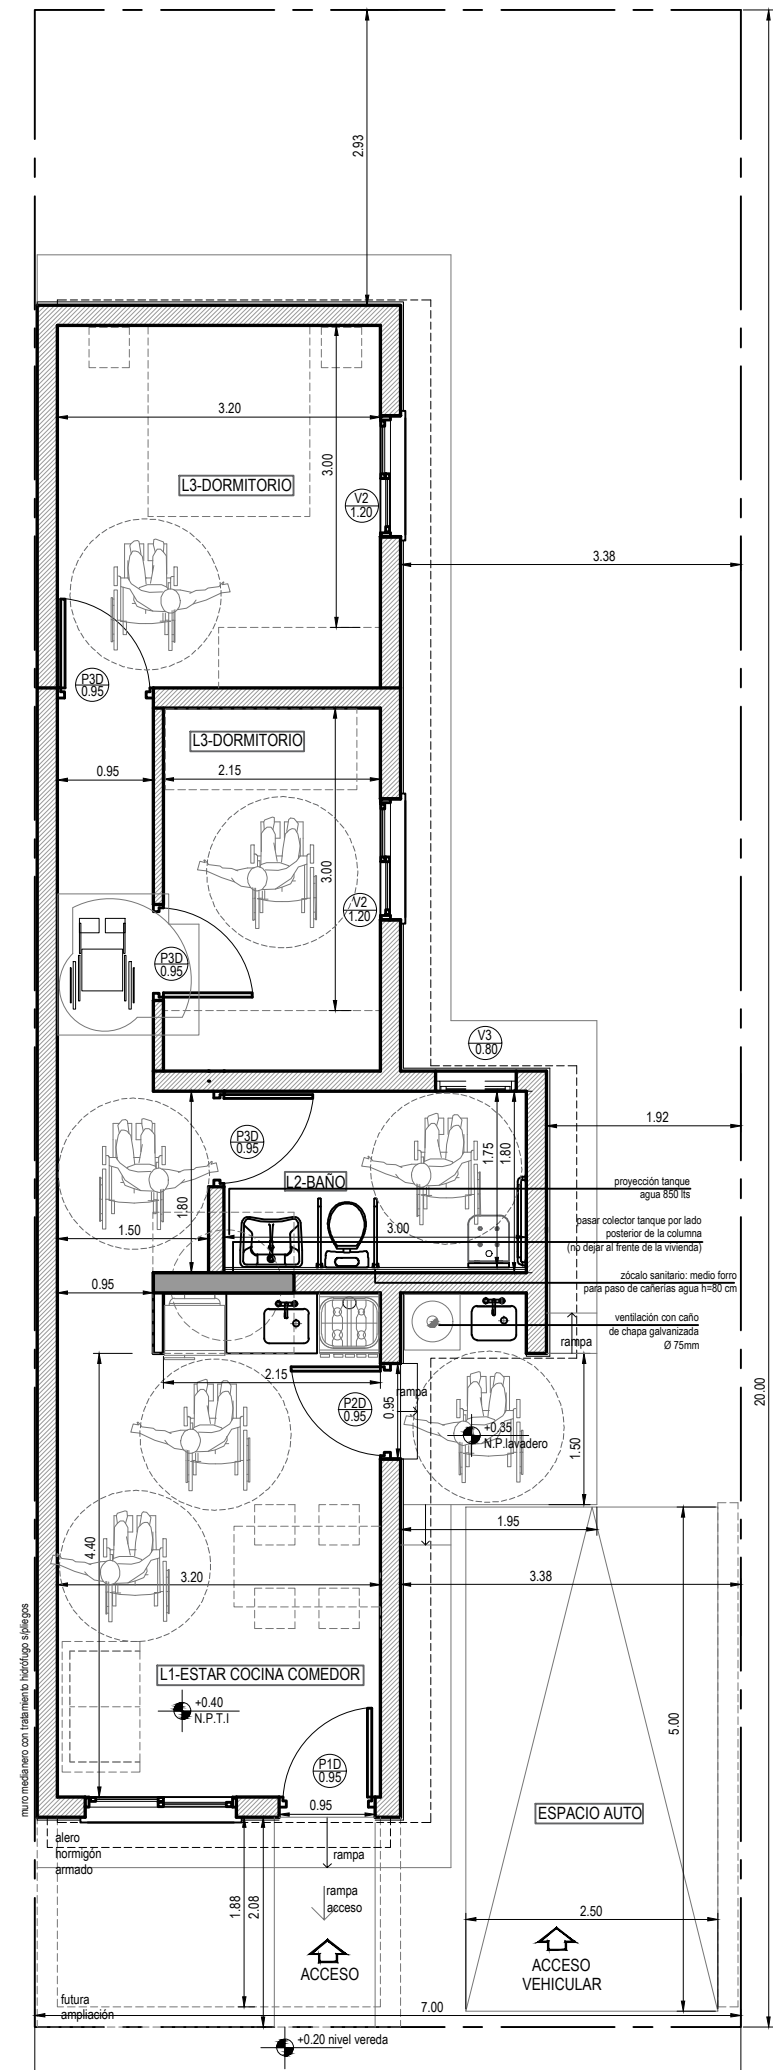 2.93
3.20
3.00
L3-DORMITORIO
V2
1.20
3.38
P3D
0.95
L3-DORMITORIO
0.95
2.15
3.00
V2
1.20
P3D
0.95
V3
0.80
1.92
P3D
0.95
1.75
1.80
L2-BAÑO
1.80
proyección tanque
agua 850 lts
pasar colector tanque por lado
posterior de la columna
(no dejar al frente de la vivienda)
1.50
3.00
zócalo sanitario: medio forro
para paso de cañerías agua h=80 cm
0.95
ventilación con caño
de chapa galvanizada
Ø 75mm
rampa
2.15
rampa
P2D
0.95
0.95
+0,35
N.P.lavadero
1.50
20.00
1.95
4.40
3.20
3.38
muro medianero con tratamiento hidrófugo s/pliegos
L1-ESTAR COCINA COMEDOR
+0.40
N.P.T.I
5.00
P1D
0.95
0.95
ESPACIO AUTO
alero
hormigón
armado
rampa
rampa
acceso
1.88
2.08
2.50
ACCESO
ACCESO
VEHICULAR
futura
ampliación
7.00
+0.20 nivel vereda